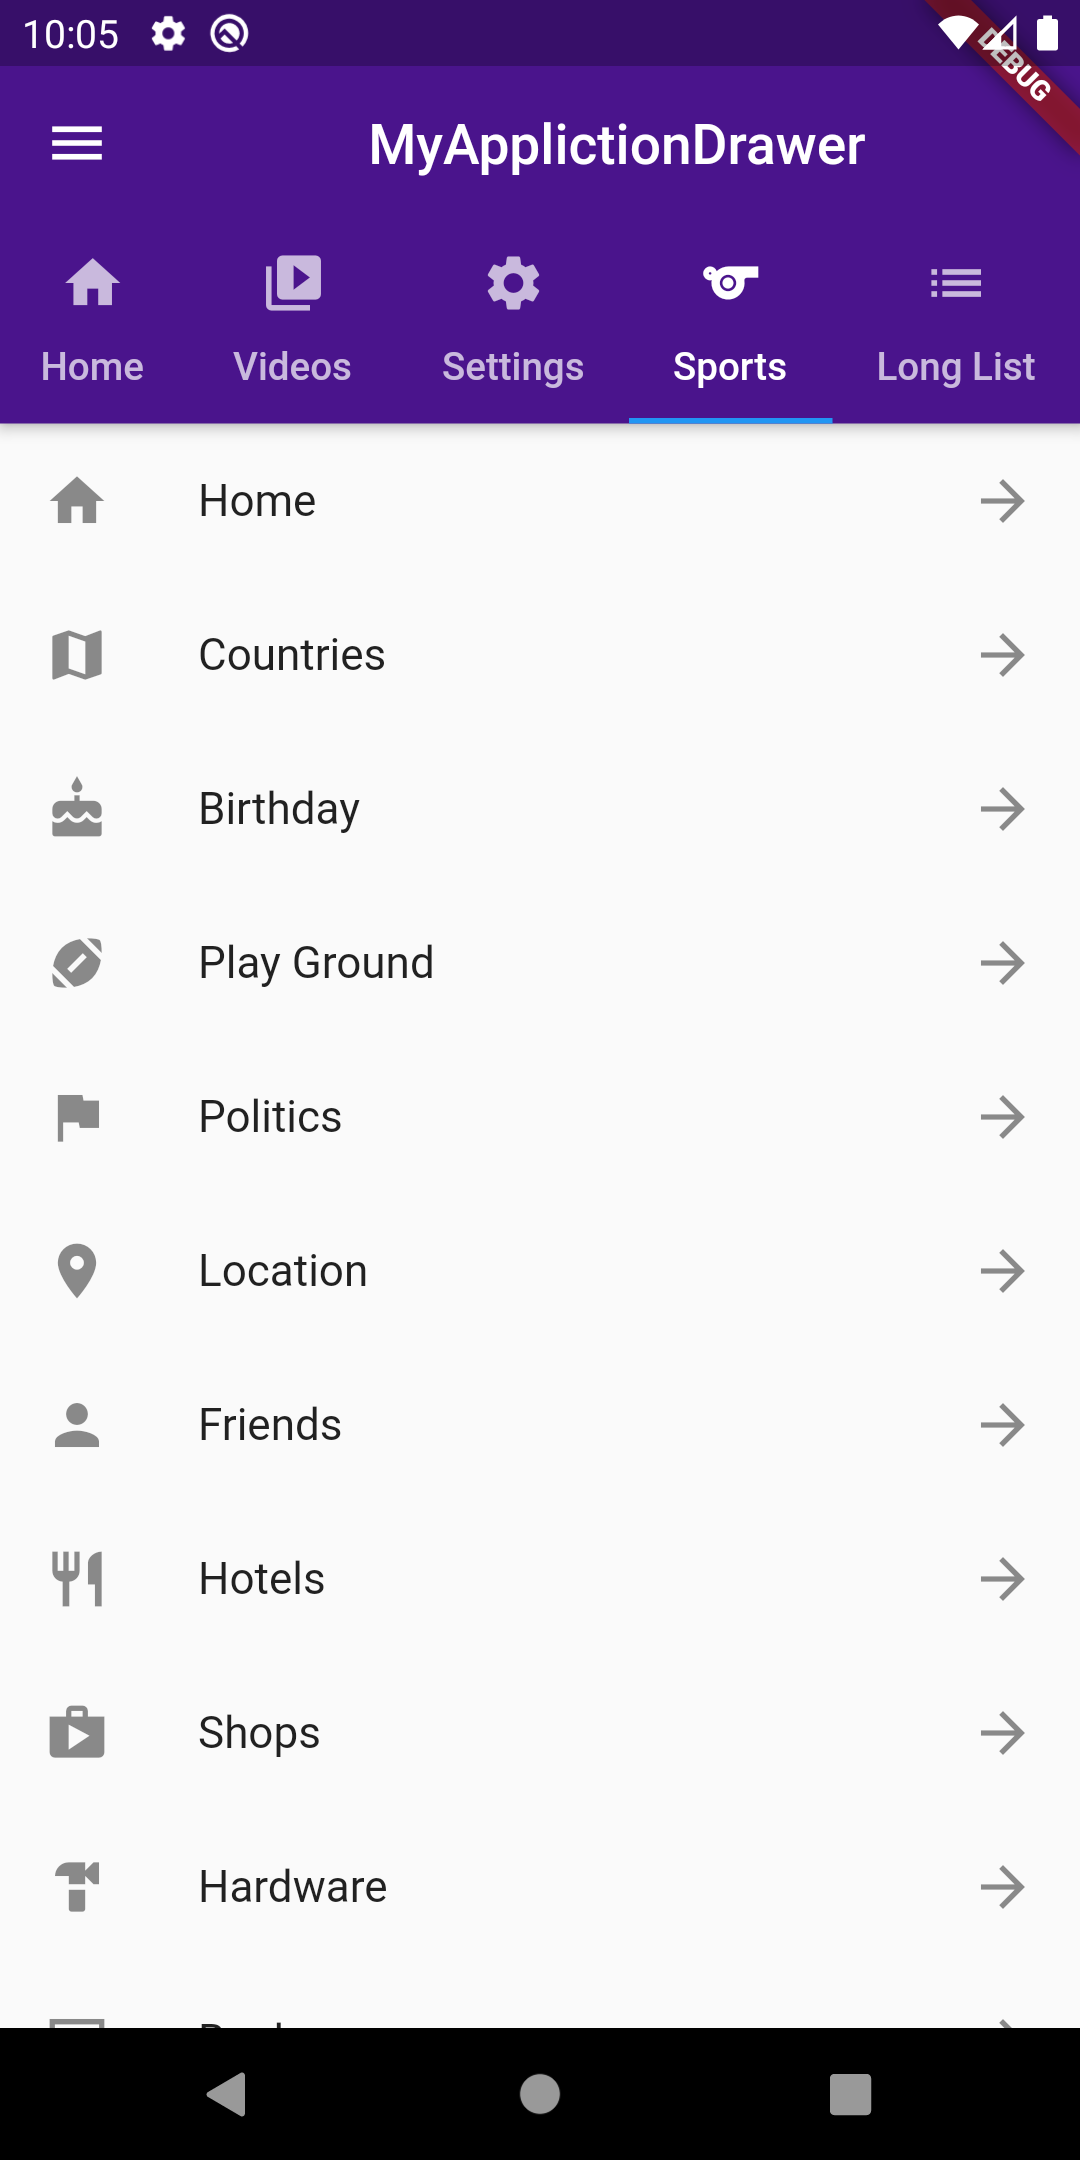 10:05
DEBUG
MyApplictionDrawer
Home Videos Settings Sports Long List
Home
Countries
Birthday
Play Ground
Politics
Location
Friends
Hotels
Shops
Hardware